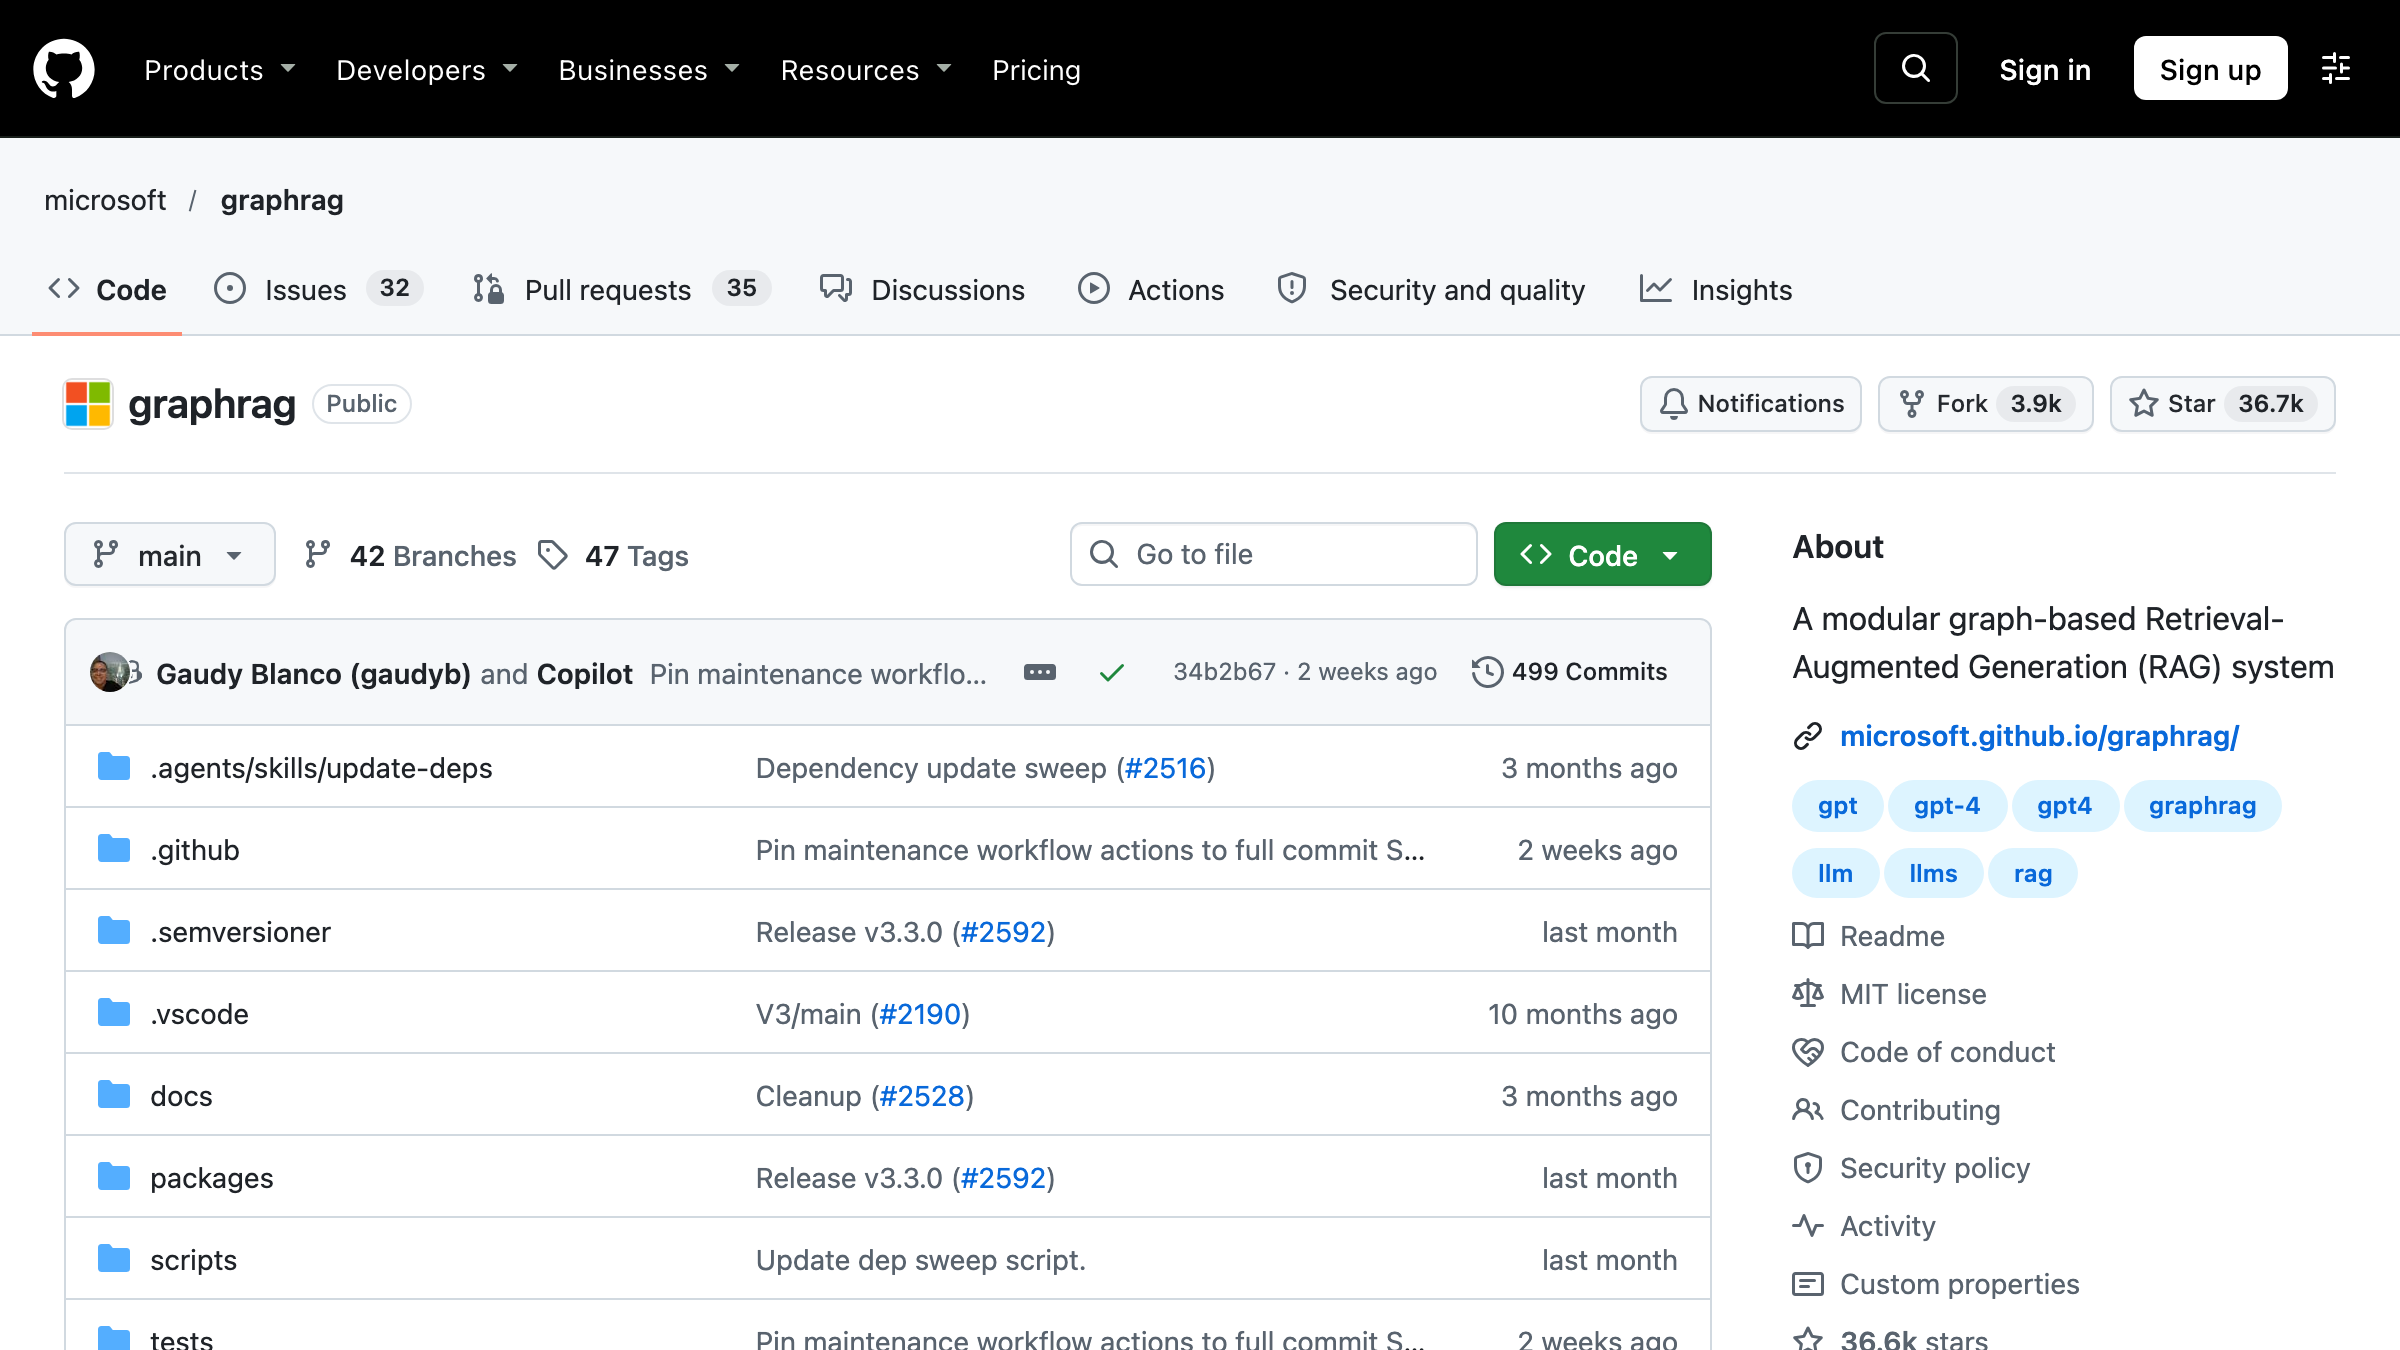 Products Developers Businesses Resources Pricing Sign in Sign up
microsoft / graphrag
Code Issues 32 Pull requests 35 Discussions Actions Security and quality Insights
graphrag Public Notifications Fork 3.9k Star 36.7k
main 42 Branches 47 Tags Go to file Code
Gaudy Blanco (gaudyb) and Copilot Pin maintenance workflo... 34b2b67 · 2 weeks ago 499 Commits
.agents/skills/update-deps Dependency update sweep (#2516) 3 months ago
.github Pin maintenance workflow actions to full commit S... 2 weeks ago
.semversioner Release v3.3.0 (#2592) last month
.vscode V3/main (#2190) 10 months ago
docs Cleanup (#2528) 3 months ago
packages Release v3.3.0 (#2592) last month
scripts Update dep sweep script. last month
tests Pin maintenance workflow actions to full commit S... 2 weeks ago
About
A modular graph-based Retrieval-
Augmented Generation (RAG) system
microsoft.github.io/graphrag/
gpt gpt-4 gpt4 graphrag
llm llms rag
Readme
MIT license
Code of conduct
Contributing
Security policy
Activity
Custom properties
36.6k stars